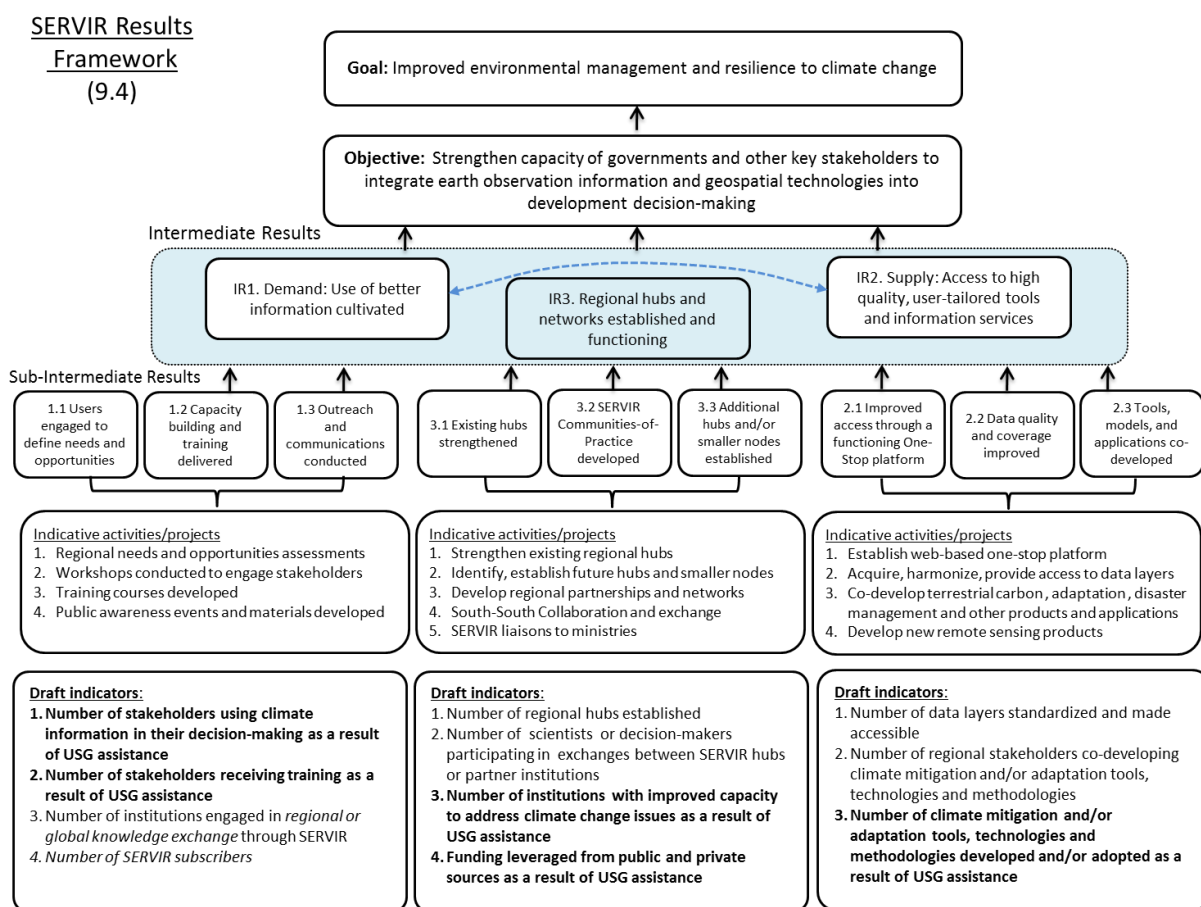 SERVIR Results
Framework
(9.4)
Goal: Improved environmental management and resilience to climate change
Objective: Strengthen capacity of governments and other key stakeholders to
integrate earth observation information and geospatial technologies into
development decision-making
Intermediate Results
IR1. Demand: Use of better
information cultivated
IR3. Regional hubs and
networks established and
functioning
IR2. Supply: Access to high
quality, user-tailored tools
and information services
Sub-Intermediate Results
1.1 Users
engaged to
define needs and
opportunities
1.2 Capacity
building and
training
delivered
1.3 Outreach
and
communications
conducted
3.1 Existing hubs
strengthened
3.2 SERVIR
Communities-of-
Practice
developed
3.3 Additional
hubs and/or
smaller nodes
established
2.1 Improved
access through a
functioning One-
Stop platform
2.2 Data quality
and coverage
improved
2.3 Tools,
models, and
applications co-
developed
Indicative activities/projects
1. Regional needs and opportunities assessments
2. Workshops conducted to engage stakeholders
3. Training courses developed
4. Public awareness events and materials developed
Indicative activities/projects
1. Strengthen existing regional hubs
2. Identify, establish future hubs and smaller nodes
3. Develop regional partnerships and networks
4. South-South Collaboration and exchange
5. SERVIR liaisons to ministries
Indicative activities/projects
1. Establish web-based one-stop platform
2. Acquire, harmonize, provide access to data layers
3. Co-develop terrestrial carbon, adaptation, disaster
management and other products and applications
4. Develop new remote sensing products
Draft indicators:
1. Number of stakeholders using climate
information in their decision-making as a result
of USG assistance
2. Number of stakeholders receiving training as a
result of USG assistance
3. Number of institutions engaged in regional or
global knowledge exchange through SERVIR
4. Number of SERVIR subscribers
Draft indicators:
1. Number of regional hubs established
2. Number of scientists or decision-makers
participating in exchanges between SERVIR hubs
or partner institutions
3. Number of institutions with improved capacity
to address climate change issues as a result of
USG assistance
4. Funding leveraged from public and private
sources as a result of USG assistance
Draft indicators:
1. Number of data layers standardized and made
accessible
2. Number of regional stakeholders co-developing
climate mitigation and/or adaptation tools,
technologies and methodologies
3. Number of climate mitigation and/or
adaptation tools, technologies and
methodologies developed and/or adopted as a
result of USG assistance